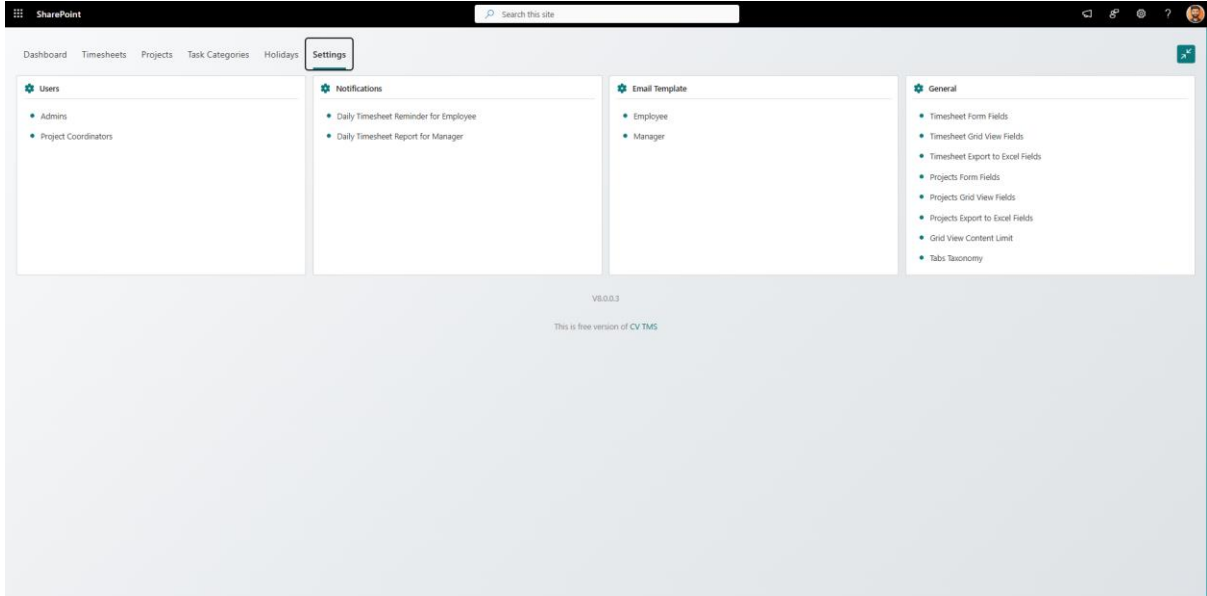 SharePoint
Search this site
?
Dashboard Timesheets Projects Task Categories Holidays Settings
Users
Admins
Project Coordinators
Notifications
Daily Timesheet Reminder for Employee
Daily Timesheet Report for Manager
Email Template
Employee
Manager
General
Timesheet Form Fields
Timesheet Grid View Fields
Timesheet Export to Excel Fields
Projects Form Fields
Projects Grid View Fields
Projects Export to Excel Fields
Grid View Content Limit
Tabs Taxonomy
V8.0.0.3
This is free version of CV TMS